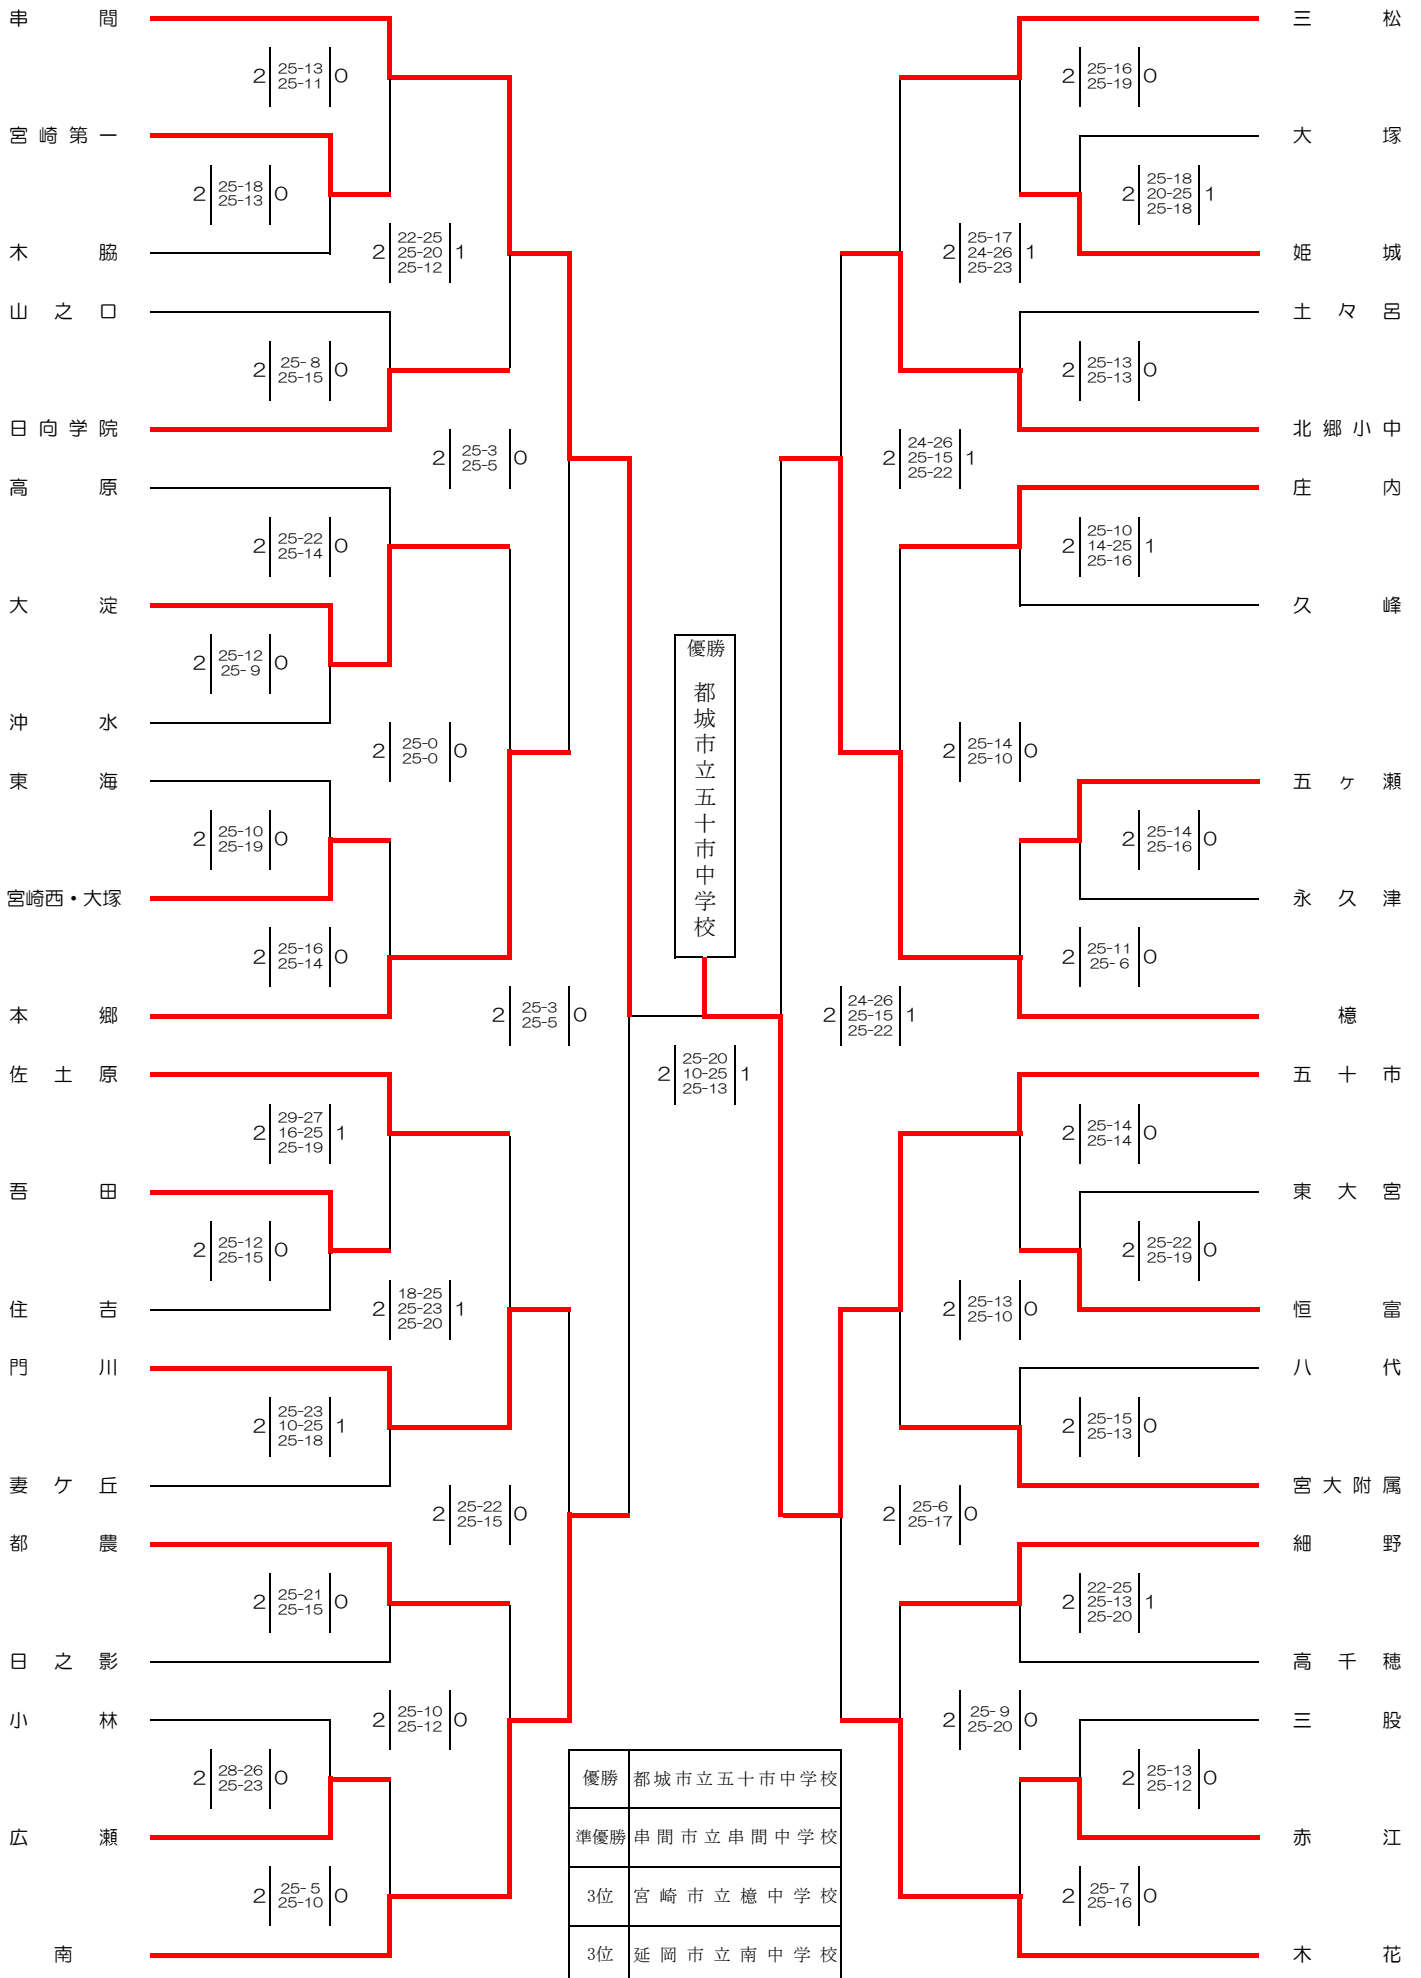 串間
2 25-13 0
25-11
宮崎第一
2 25-18 0
25-13
木脇
2 22-25 1
25-20
25-12
山之口
2 25- 8 0
25-15
日向学院
2 25-3 0
25-5
高原
2 25-22 0
25-14
大淀
2 25-12 0
25- 9
沖水
2 25-0 0
25-0
東海
2 25-10 0
25-19
宮崎西・大塚
2 25-16 0
25-14
本郷
2 25-3 0
25-5
佐土原
2 29-27 1
16-25
25-19
吾田
2 25-12 0
25-15
住吉
2 18-25 1
25-23
25-20
門川
2 25-23 1
10-25
25-18
妻ケ丘
2 25-22 0
25-15
都農
2 25-21 0
25-15
日之影
2 25-10 0
25-12
小林
2 28-26 0
25-23
広瀬
2 25- 5 0
25-10
南
優勝
都城市立五十市中学校
2 25-20 1
10-25
25-13
三松
2 25-16 0
25-19
大塚
2 25-18 1
20-25
25-18
姫城
2 25-17 1
24-26
25-23
土々呂
2 25-13 0
25-13
北郷小中
2 24-26 1
25-15
25-22
庄内
2 25-10 1
14-25
25-16
久峰
2 25-14 0
25-10
五ヶ瀬
2 25-14 0
25-16
永久津
2 25-11 0
25- 6
檍
2 24-26 1
25-15
25-22
五十市
2 25-14 0
25-14
東大宮
2 25-22 0
25-19
恒富
2 25-13 0
25-10
八代
2 25-15 0
25-13
宮大附属
2 25-6 0
25-17
細野
2 22-25 1
25-13
25-20
高千穂
2 25- 9 0
25-20
三股
2 25-13 0
25-12
赤江
2 25- 7 0
25-16
木花
優勝 都城市立五十市中学校
準優勝 串間市立串間中学校
3位 宮崎市立檍中学校
3位 延岡市立南中学校